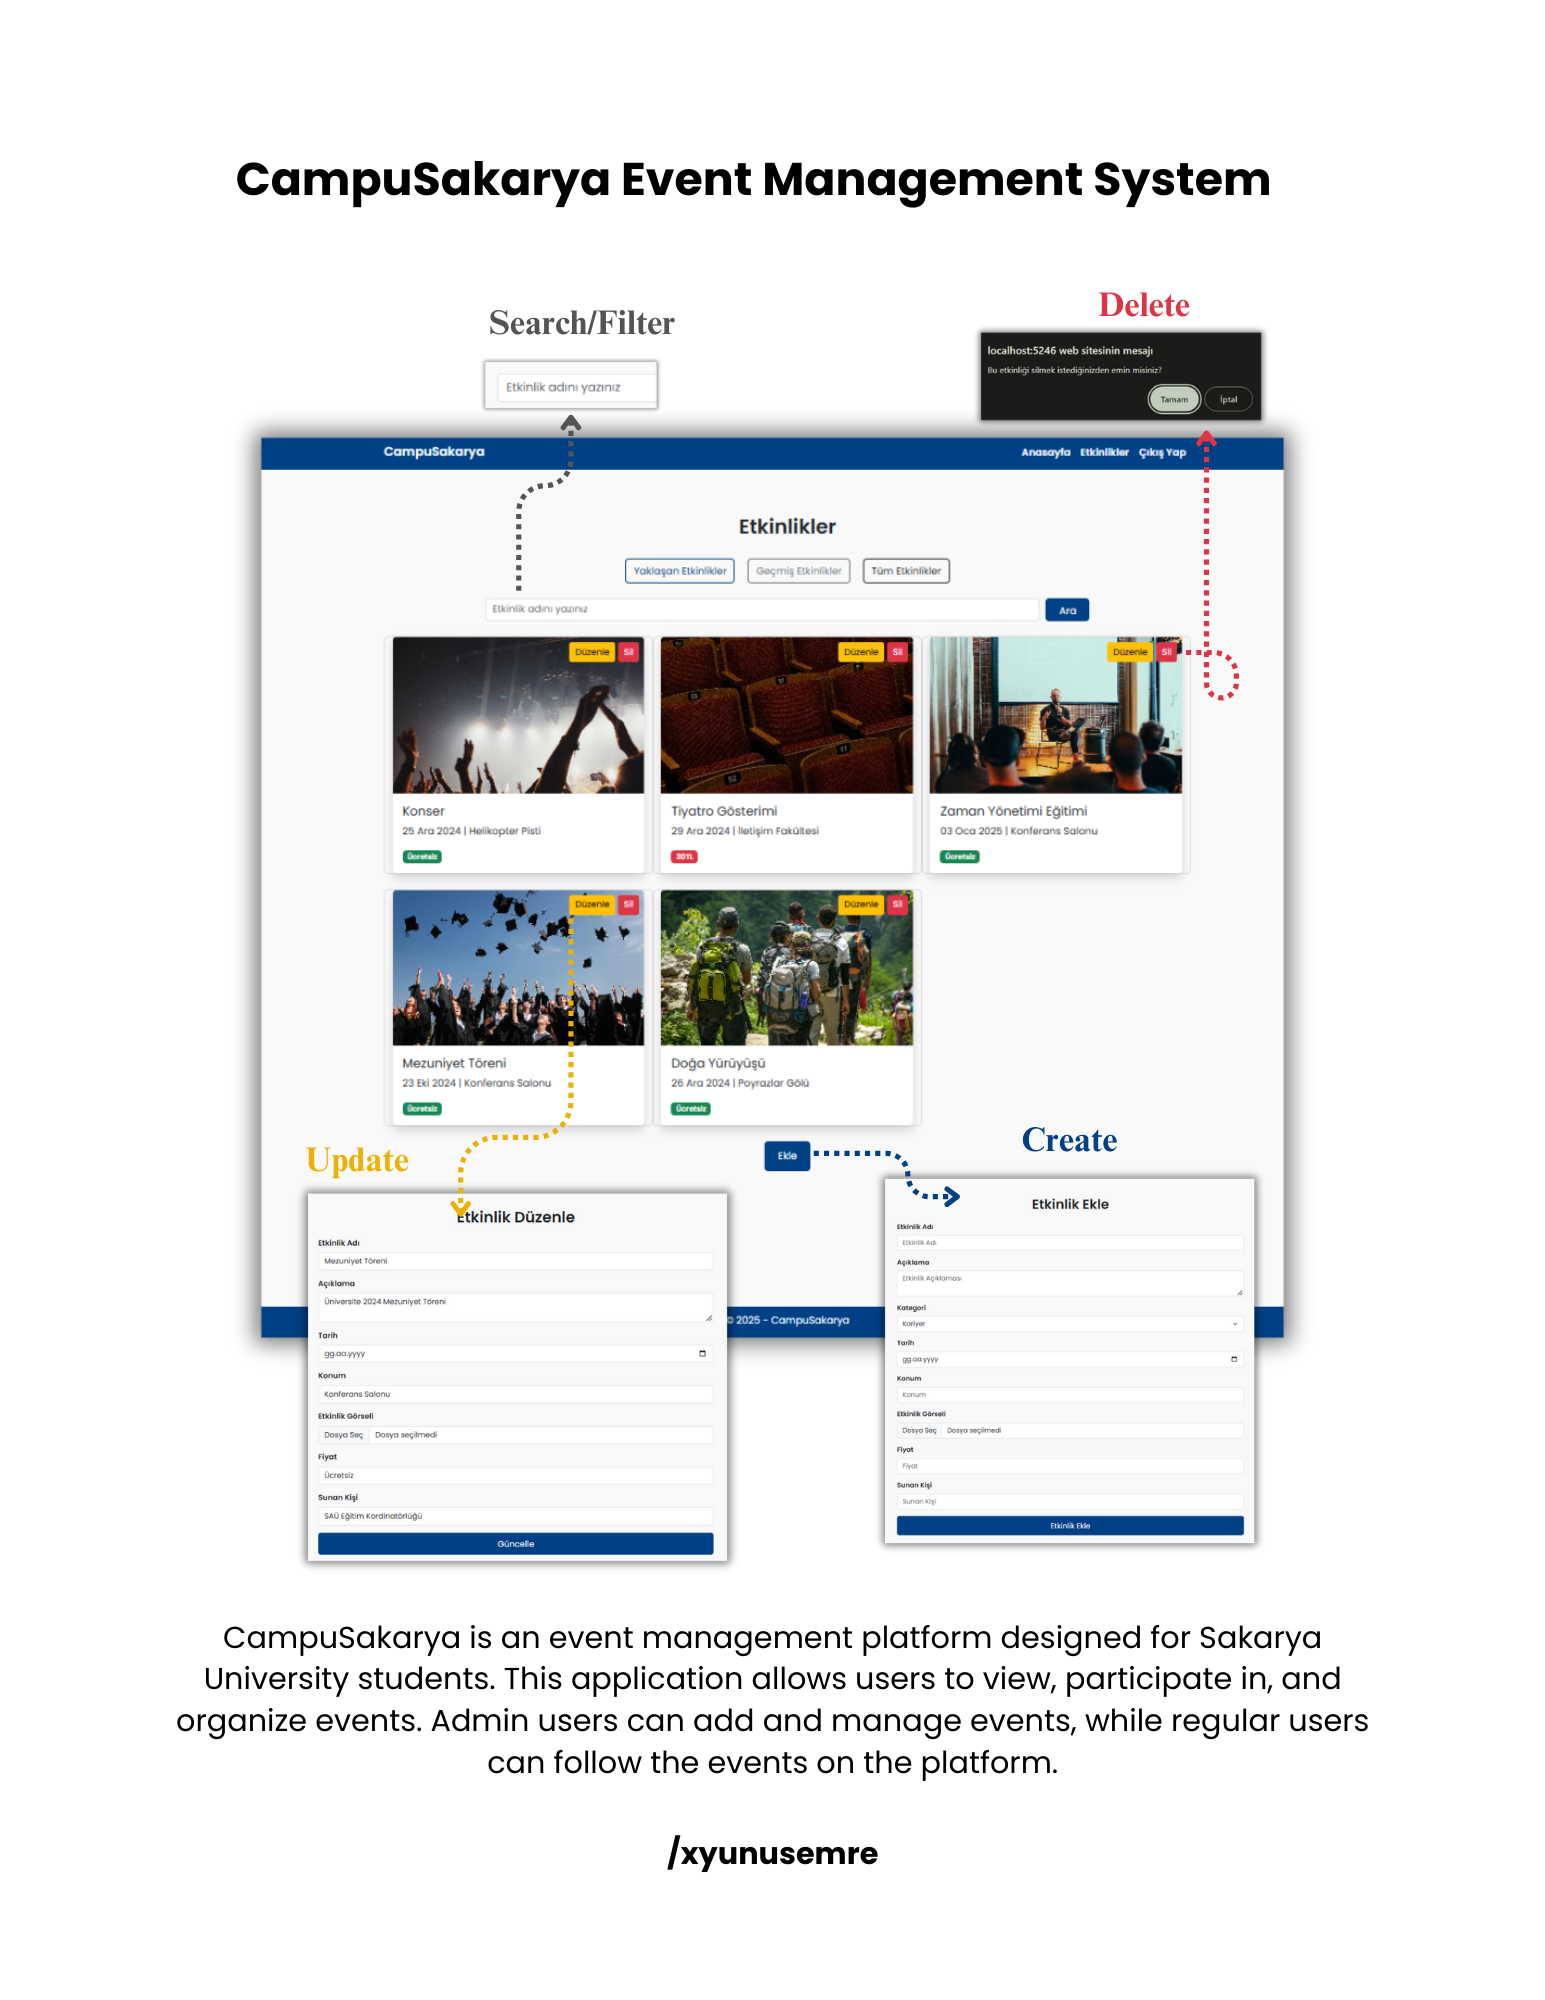 CampuSakarya Event Management System
Search/Filter
Etkinlik adını yazınız
Delete
localhost:5246 web sitesinin mesajı
Bu etkinliği silmek istediğinizden emin misiniz?
Tamam İptal
CampuSakarya Anasayfa Etkinlikler Çıkış Yap
Etkinlikler
Yaklaşan Etkinlikler Geçmiş Etkinlikler Tüm Etkinlikler
Etkinlik adını yazınız Ara
Düzenle Sil Düzenle Sil Düzenle Sil
Konser
25 Ara 2024 | Helikopter Pisti
Ücretsiz
Tiyatro Gösterimi
29 Ara 2024 | İletişim Fakültesi
30TL
Zaman Yönetimi Eğitimi
03 Oca 2025 | Konferans Salonu
Ücretsiz
Düzenle Sil Düzenle Sil
Mezuniyet Töreni
23 Eki 2024 | Konferans Salonu
Ücretsiz
Doğa Yürüyüşü
26 Ara 2024 | Poyrazlar Gölü
Ücretsiz
Ekle
Update
Etkinlik Düzenle
Etkinlik Adı
Mezuniyet Töreni
Açıklama
Üniversite 2024 Mezuniyet Töreni
Tarih
gg.aa.yyyy
Konum
Konferans Salonu
Etkinlik Görseli
Dosya Seç Dosya seçilmedi
Fiyat
Ücretsiz
Sunan Kişi
SAÜ Eğitim Kordinatörlüğü
Güncelle
© 2025 - CampuSakarya
Create
Etkinlik Ekle
Etkinlik Adı
Etkinlik Adı
Açıklama
Etkinlik Açıklaması
Kategori
Kariyer
Tarih
gg.aa.yyyy
Konum
Konum
Etkinlik Görseli
Dosya Seç Dosya seçilmedi
Fiyat
Fiyat
Sunan Kişi
Sunan Kişi
Etkinlik Ekle
CampuSakarya is an event management platform designed for Sakarya
University students. This application allows users to view, participate in, and
organize events. Admin users can add and manage events, while regular users
can follow the events on the platform.
/xyunusemre